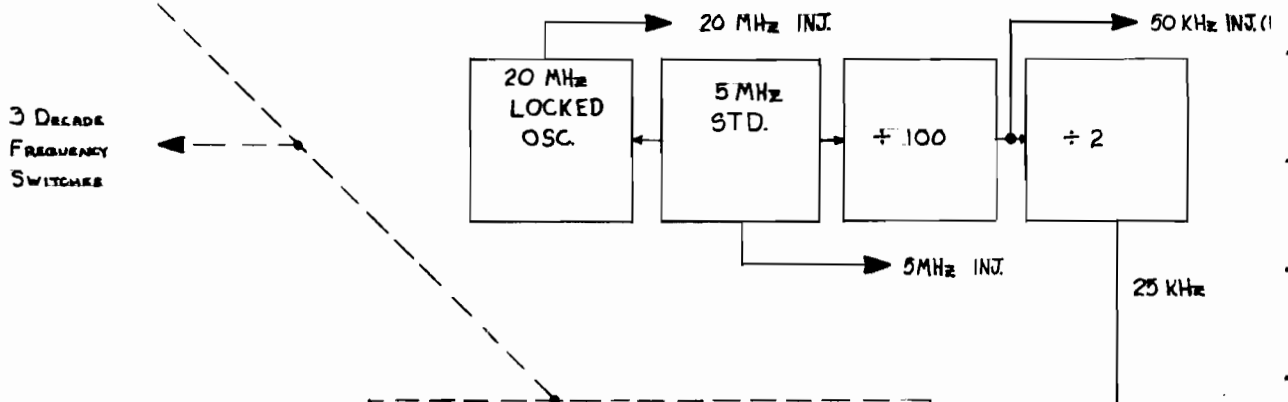 20 MHz INJ.
50 KHz INJ.(
20 MHz
LOCKED
OSC.
5 MHz
STD.
÷ 100
÷ 2
3 DECADE
FREQUENCY
SWITCHES
5MHz INJ.
25 KHz